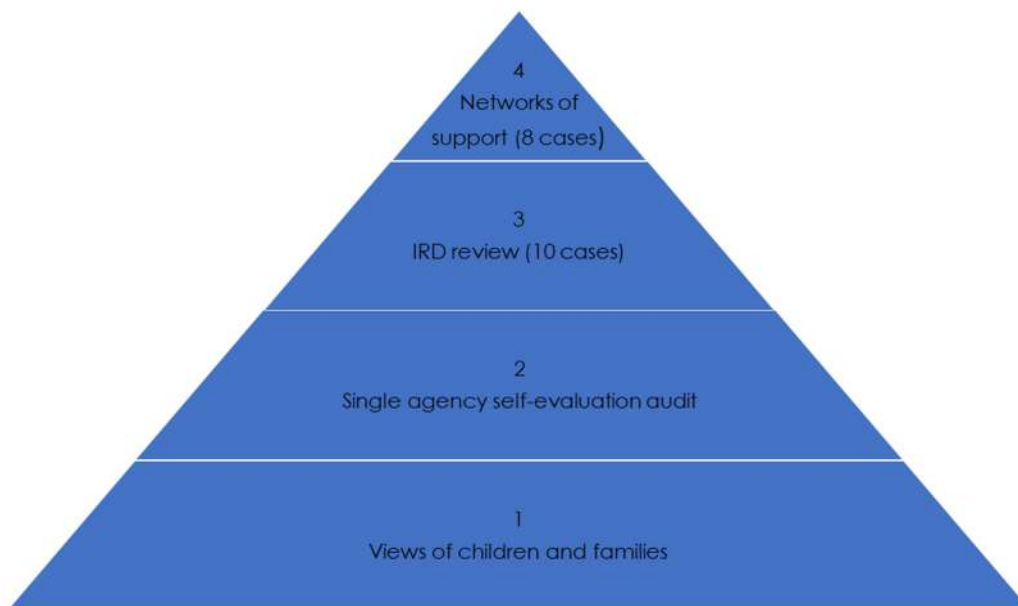 4
Networks of
support (8 cases)
3
IRD review (10 cases)
2
Single agency self-evaluation audit
1
Views of children and families